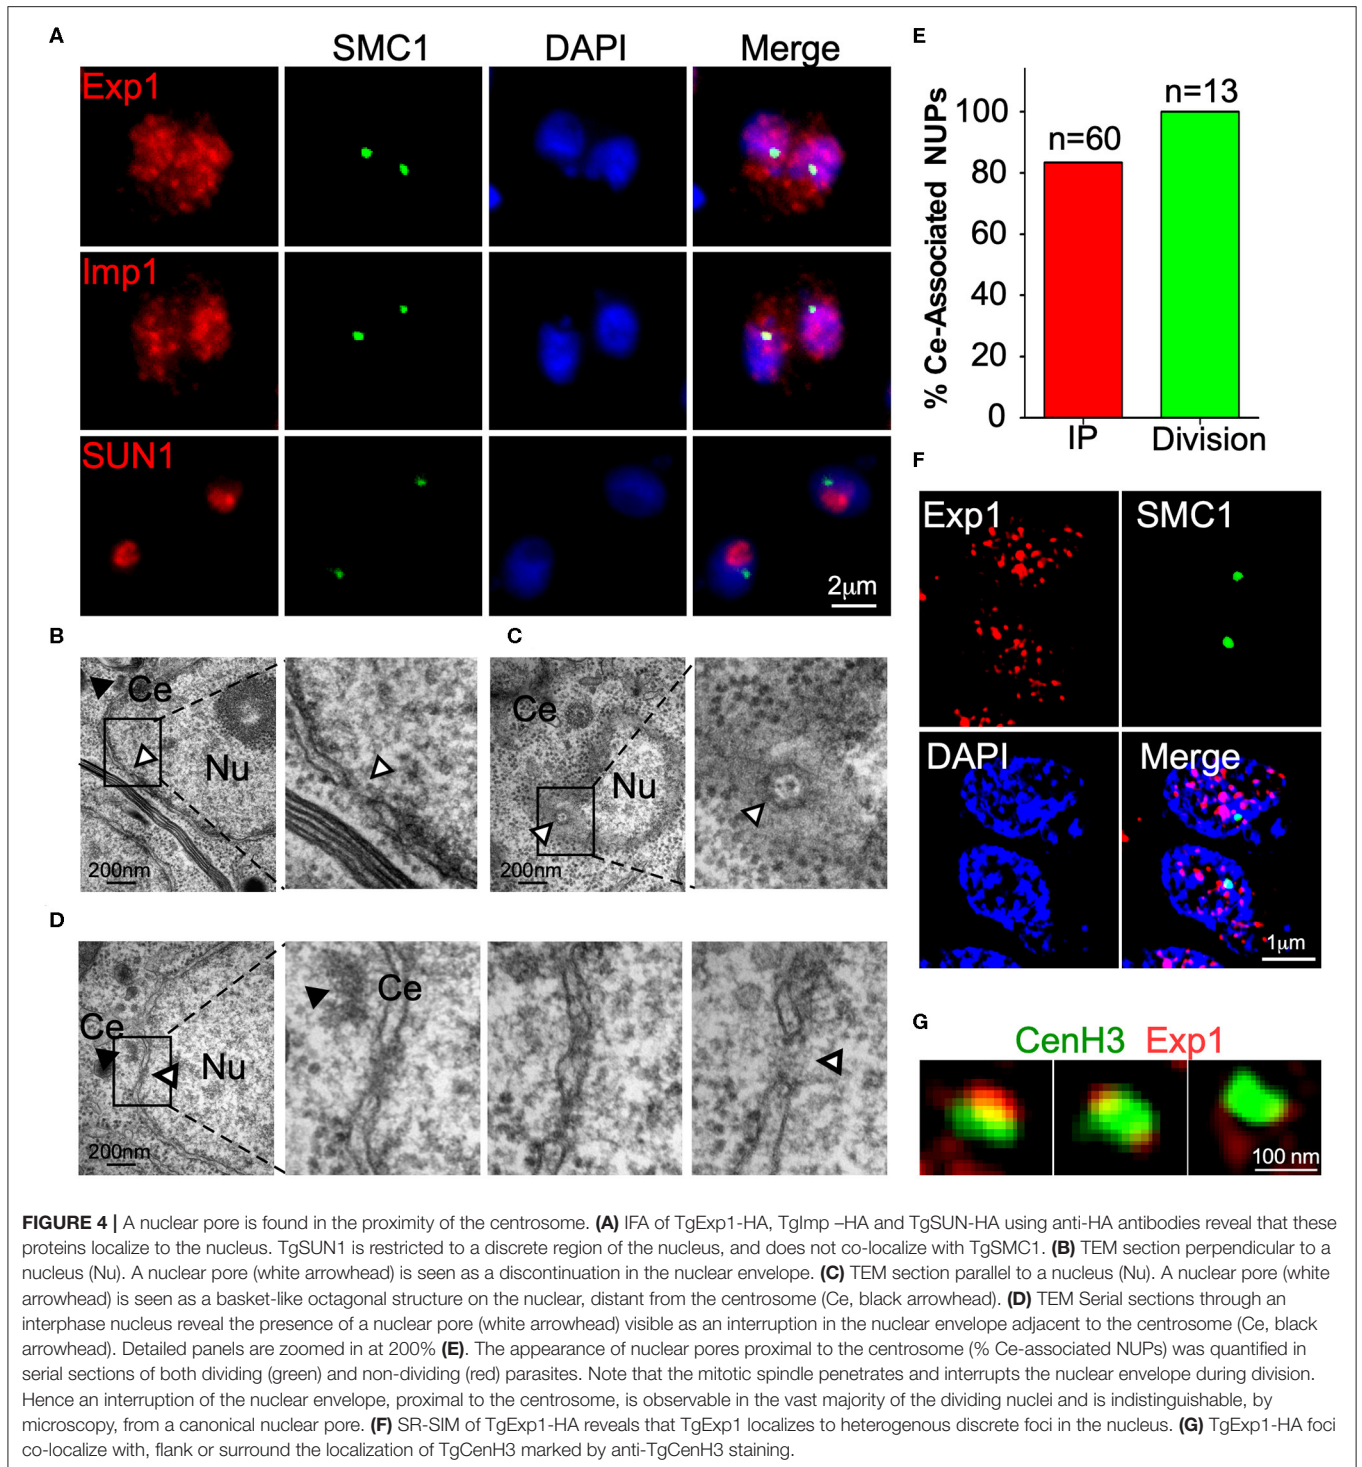 A
SMC1 DAPI Merge
Exp1
Imp1
SUN1
2µm
E
% Ce-Associated NUPs
100
80
60
40
20
0
n=60
n=13
IP Division
B
Ce
Nu
200nm
C
Ce
Nu
200nm
D
Ce
Nu
200nm
Ce
F
Exp1 SMC1
DAPI Merge
1µm
G
CenH3 Exp1
100 nm
FIGURE 4 | A nuclear pore is found in the proximity of the centrosome. (A) IFA of TgExp1-HA, TgImp –HA and TgSUN-HA using anti-HA antibodies reveal that these
proteins localize to the nucleus. TgSUN1 is restricted to a discrete region of the nucleus, and does not co-localize with TgSMC1. (B) TEM section perpendicular to a
nucleus (Nu). A nuclear pore (white arrowhead) is seen as a discontinuation in the nuclear envelope. (C) TEM section parallel to a nucleus (Nu). A nuclear pore (white
arrowhead) is seen as a basket-like octagonal structure on the nuclear, distant from the centrosome (Ce, black arrowhead). (D) TEM Serial sections through an
interphase nucleus reveal the presence of a nuclear pore (white arrowhead) visible as an interruption in the nuclear envelope adjacent to the centrosome (Ce, black
arrowhead). Detailed panels are zoomed in at 200% (E). The appearance of nuclear pores proximal to the centrosome (% Ce-associated NUPs) was quantified in
serial sections of both dividing (green) and non-dividing (red) parasites. Note that the mitotic spindle penetrates and interrupts the nuclear envelope during division.
Hence an interruption of the nuclear envelope, proximal to the centrosome, is observable in the vast majority of the dividing nuclei and is indistinguishable, by
microscopy, from a canonical nuclear pore. (F) SR-SIM of TgExp1-HA reveals that TgExp1 localizes to heterogenous discrete foci in the nucleus. (G) TgExp1-HA foci
co-localize with, flank or surround the localization of TgCenH3 marked by anti-TgCenH3 staining.